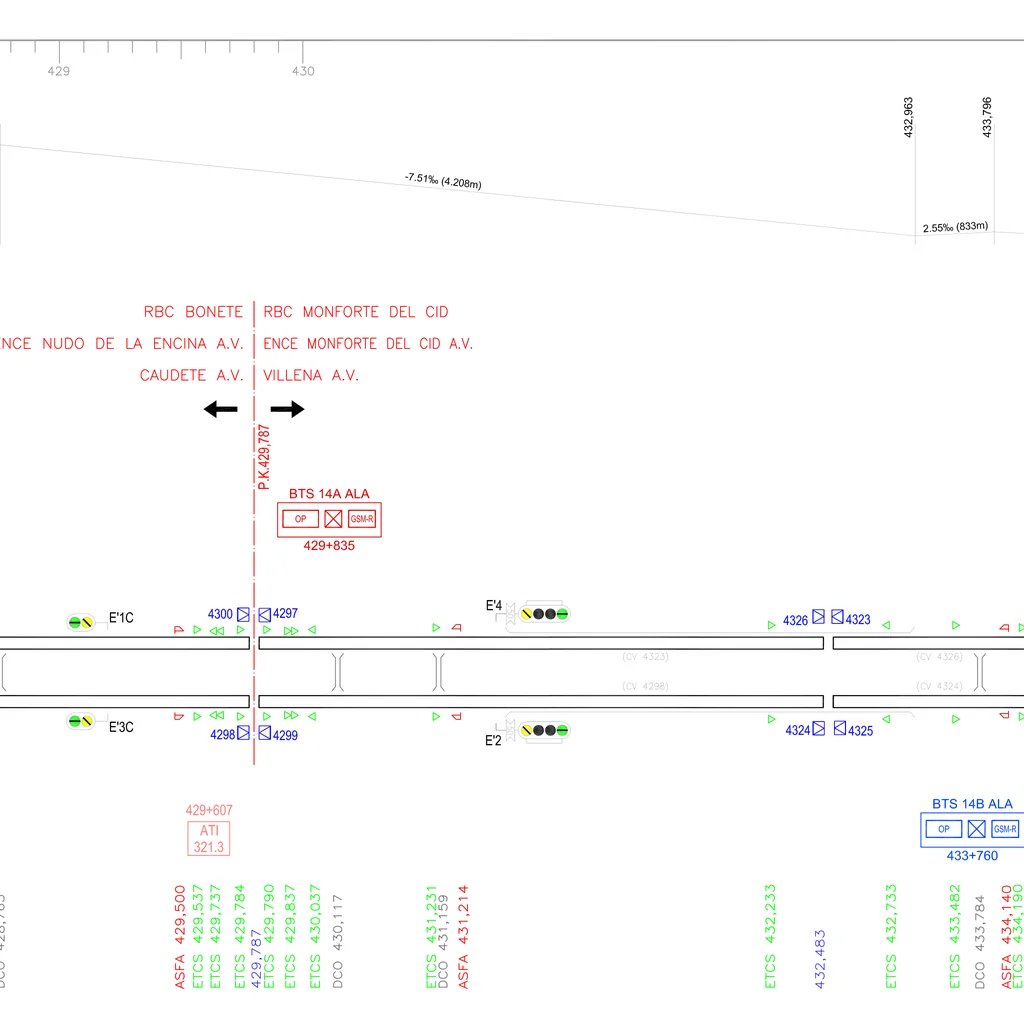 429
430
432,963
433,796
-7.51‰ (4.208m)
2.55‰ (833m)
RBC BONETE
RBC MONFORTE DEL CID
ENCE NUDO DE LA ENCINA A.V.
ENCE MONFORTE DEL CID A.V.
CAUDETE A.V.
VILLENA A.V.
P.K.429,787
BTS 14A ALA
OP
GSM-R
429+835
E'1C
4300
4297
E'4
4326
4323
(CV 4323)
(CV 4326)
(CV 4298)
(CV 4324)
E'3C
4298
4299
E'2
4324
4325
429+607
ATI
321.3
BTS 14B ALA
OP
GSM-R
433+760
ASFA 429,500
ETCS 429,537
ETCS 429,737
ETCS 429,784
429,787
ETCS 429,790
ETCS 429,837
ETCS 430,037
DCO 430,117
ETCS 431,231
DCO 431,159
ASFA 431,214
ETCS 432,233
432,483
ETCS 432,733
ETCS 433,482
DCO 433,784
ASFA 434,140
ETCS 434,190